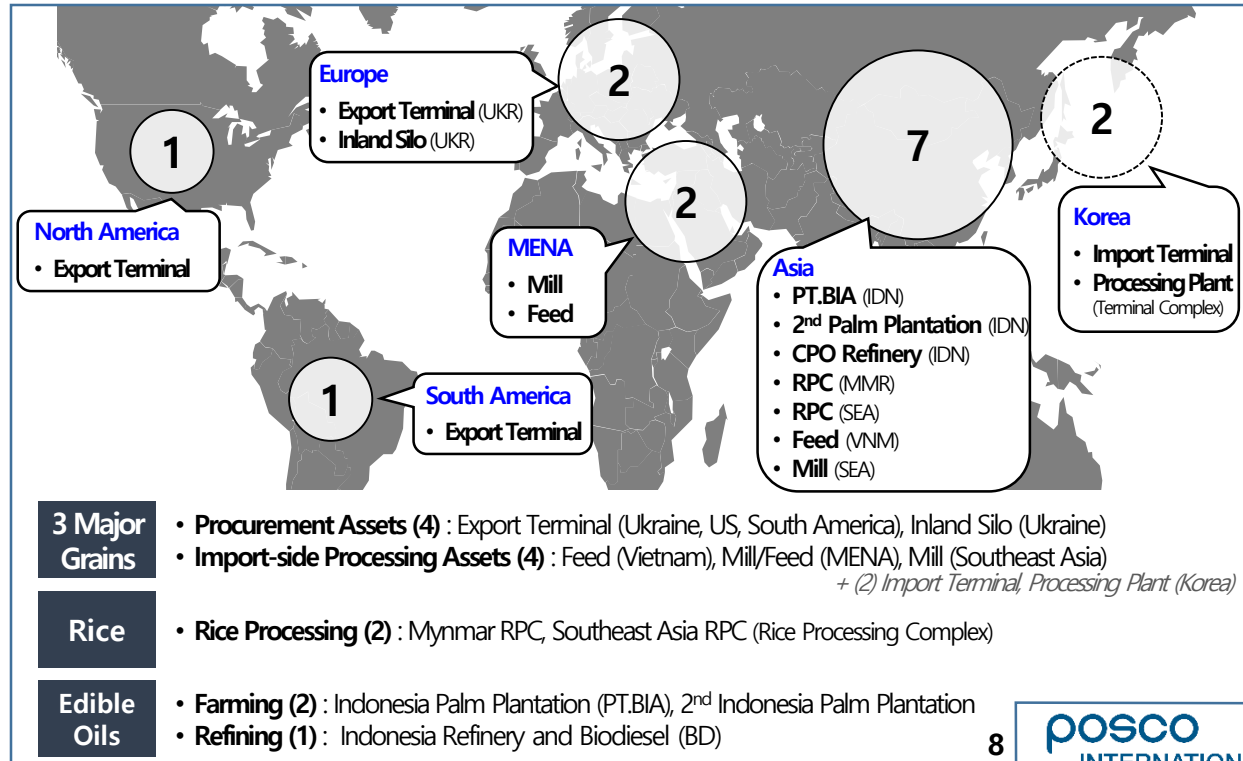 Europe
• Export Terminal (UKR)
• Inland Silo (UKR)
2
1
7
2
2
North America
• Export Terminal
MENA
• Mill
• Feed
Asia
• PT.BIA (IDN)
• 2nd Palm Plantation (IDN)
• CPO Refinery (IDN)
• RPC (MMR)
• RPC (SEA)
• Feed (VNM)
• Mill (SEA)
Korea
• Import Terminal
• Processing Plant
(Terminal Complex)
1
South America
• Export Terminal
3 Major
Grains
• Procurement Assets (4) : Export Terminal (Ukraine, US, South America), Inland Silo (Ukraine)
• Import-side Processing Assets (4) : Feed (Vietnam), Mill/Feed (MENA), Mill (Southeast Asia)
+ (2) Import Terminal, Processing Plant (Korea)
Rice
• Rice Processing (2) : Mynmar RPC, Southeast Asia RPC (Rice Processing Complex)
Edible
Oils
• Farming (2) : Indonesia Palm Plantation (PT.BIA), 2nd Indonesia Palm Plantation
• Refining (1) : Indonesia Refinery and Biodiesel (BD)
8
posco
INTERNATION